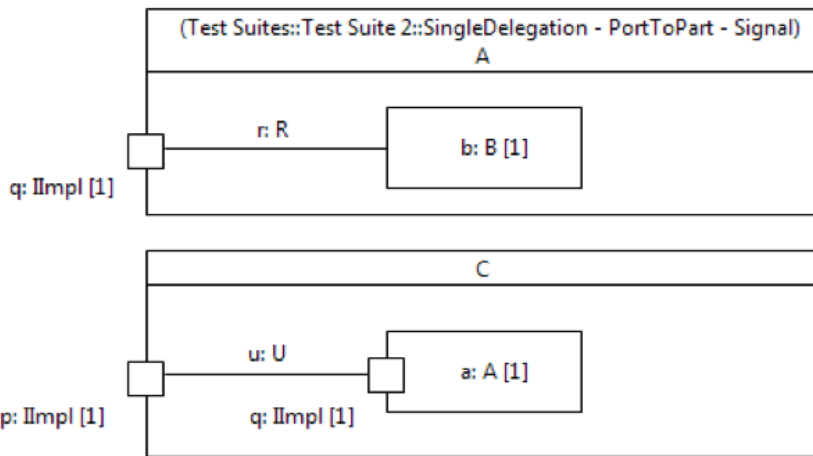 (Test Suites::Test Suite 2::SingleDelegation - PortToPart - Signal)
A
r: R
b: B [1]
q: IImpl [1]
C
u: U
a: A [1]
p: IImpl [1]
q: IImpl [1]